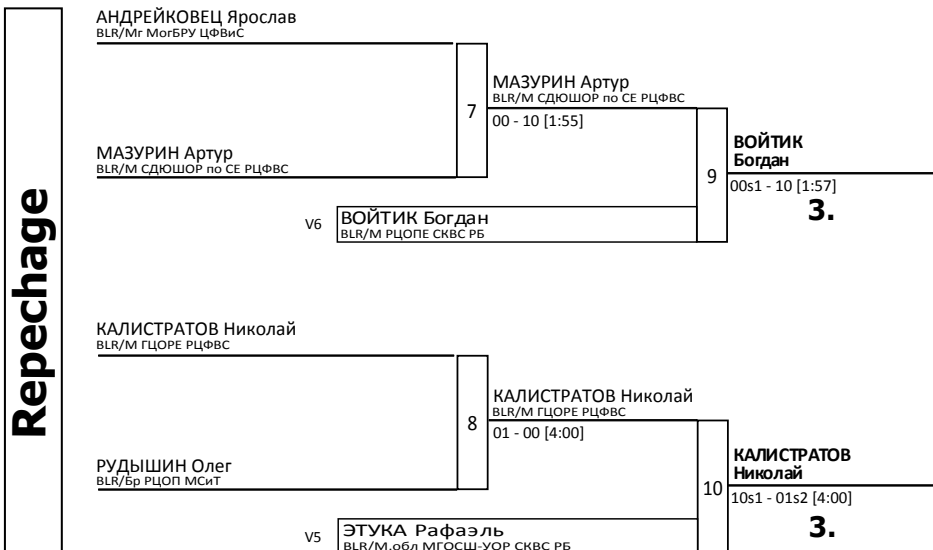 Repechage
АНДРЕЙКОВЕЦ Ярослав
BLR/Мг МогБРУ ЦФВиС
7
МАЗУРИН Артур
BLR/М СДЮШОР по СЕ РЦФВС
00 - 10 [1:55]
МАЗУРИН Артур
BLR/М СДЮШОР по СЕ РЦФВС
9
ВОЙТИК
Богдан
00s1 - 10 [1:57]
3.
V6
ВОЙТИК Богдан
BLR/М РЦОПЕ СКВС РБ
КАЛИСТРАТОВ Николай
BLR/М ГЦОРЕ РЦФВС
8
КАЛИСТРАТОВ Николай
BLR/М ГЦОРЕ РЦФВС
01 - 00 [4:00]
РУДЫШИН Олег
BLR/Бр РЦОП МСиТ
10
КАЛИСТРАТОВ
Николай
10s1 - 01s2 [4:00]
3.
V5
ЭТУКА Рафаэль
BLR/М.обл МГОСШ-УОР СКВС РБ